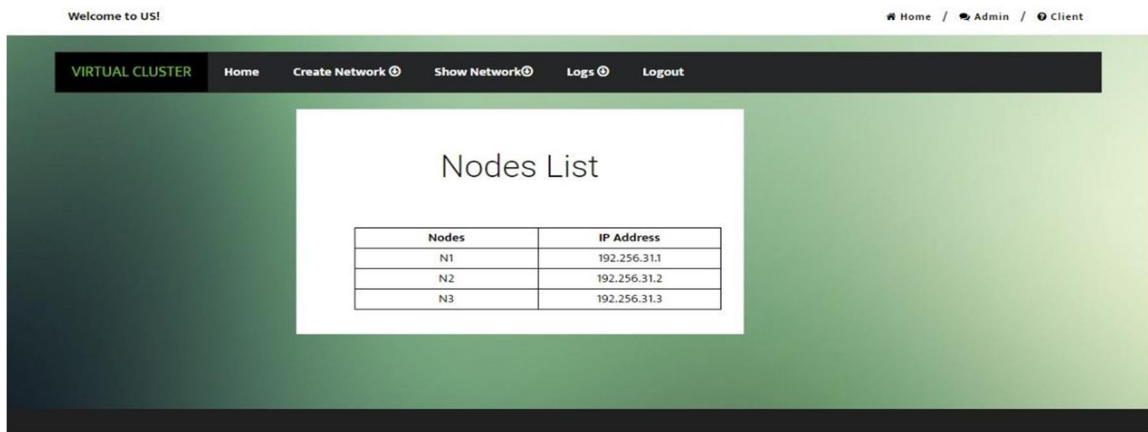 Welcome to US! Home / Admin / Client
VIRTUAL CLUSTER Home Create Network Show Network Logs Logout
Nodes List
Nodes IP Address
N1 192.256.31.1
N2 192.256.31.2
N3 192.256.31.3